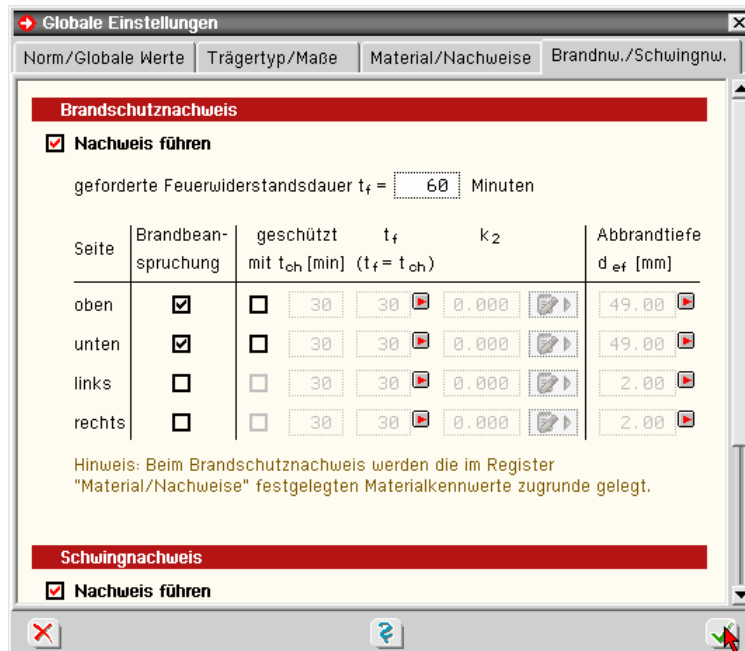 Globale Einstellungen
Norm/Globale Werte Trägertyp/Maße Material/Nachweise Brandnw./Schwingnw.
Brandschutznachweis
Nachweis führen
geforderte Feuerwiderstandsdauer tf = 60 Minuten
Seite Brandbean- geschützt tf k2 Abbrandtiefe
spruchung mit tch [min] (tf = tch) d ef [mm]
oben 30 30 0.000 49.00
unten 30 30 0.000 49.00
links 30 30 0.000 2.00
rechts 30 30 0.000 2.00
Hinweis: Beim Brandschutznachweis werden die im Register
"Material/Nachweise" festgelegten Materialkennwerte zugrunde gelegt.
Schwingnachweis
Nachweis führen